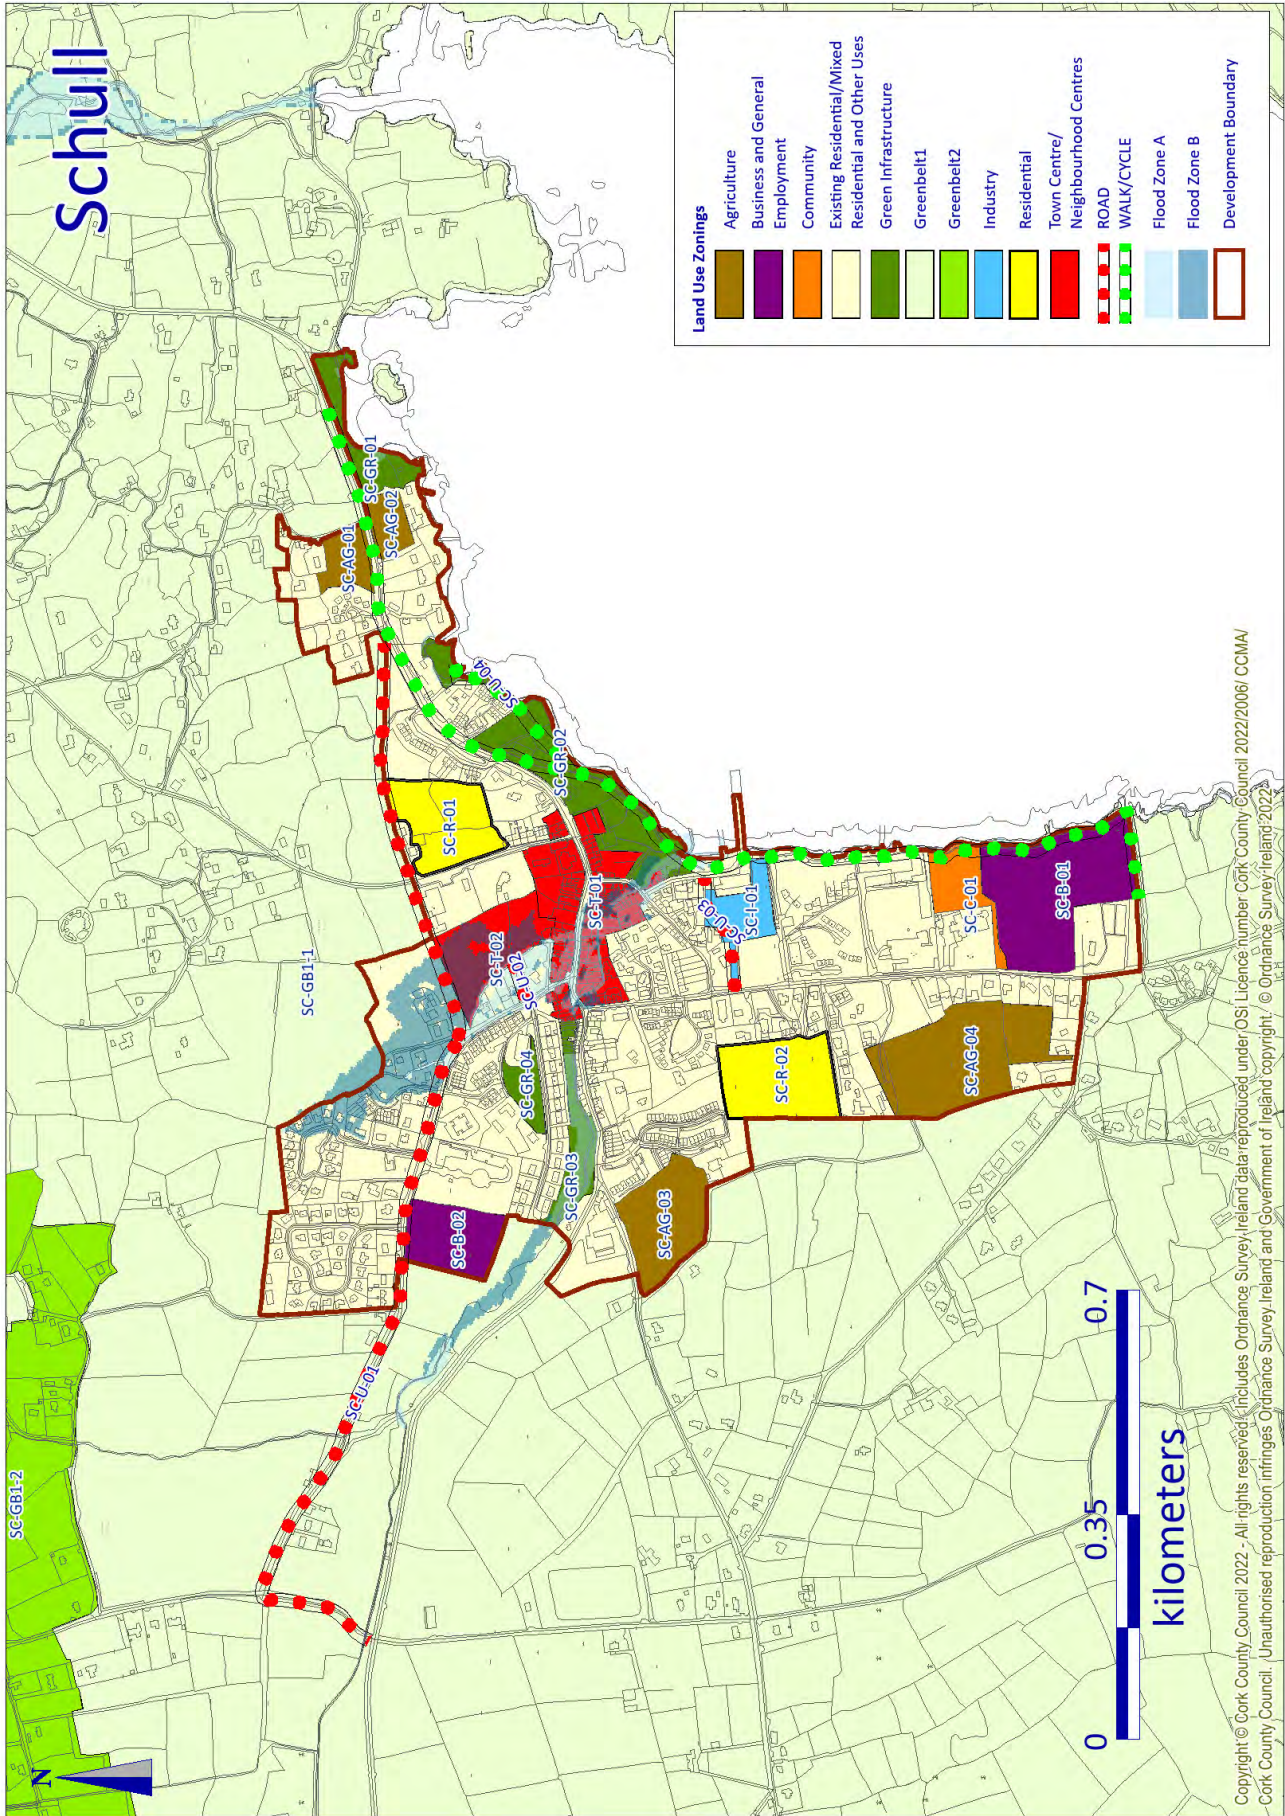 Schull
Land Use Zonings
Agriculture
Business and General
Employment
Community
Existing Residential/Mixed
Residential and Other Uses
Green Infrastructure
Greenbelt1
Greenbelt2
Industry
Residential
Town Centre/
Neighbourhood Centres
ROAD
WALK/CYCLE
Flood Zone A
Flood Zone B
Development Boundary
N
SC-GB1-2
SC-GB1-1
SC-U-01
SC-B-02
SC-GR-04
SC-GR-03
SC-AG-03
SC-T-02
SC-U-02
SC-T-01
SC-R-01
SC-AG-01
SC-AG-02
SC-GR-01
SC-U-04
SC-GR-02
SC-U-03
SC-I-01
SC-R-02
SC-AG-04
SC-C-01
SC-B-01
0 0.35 0.7
kilometers
Copyright © Cork County Council 2022 - All rights reserved. Includes Ordnance Survey Ireland data reproduced under OSi Licence number Cork County Council 2022/2006/ CCMA/
Cork County Council. Unauthorised reproduction infringes Ordnance Survey Ireland and Government of Ireland copyright. © Ordnance Survey Ireland 2022